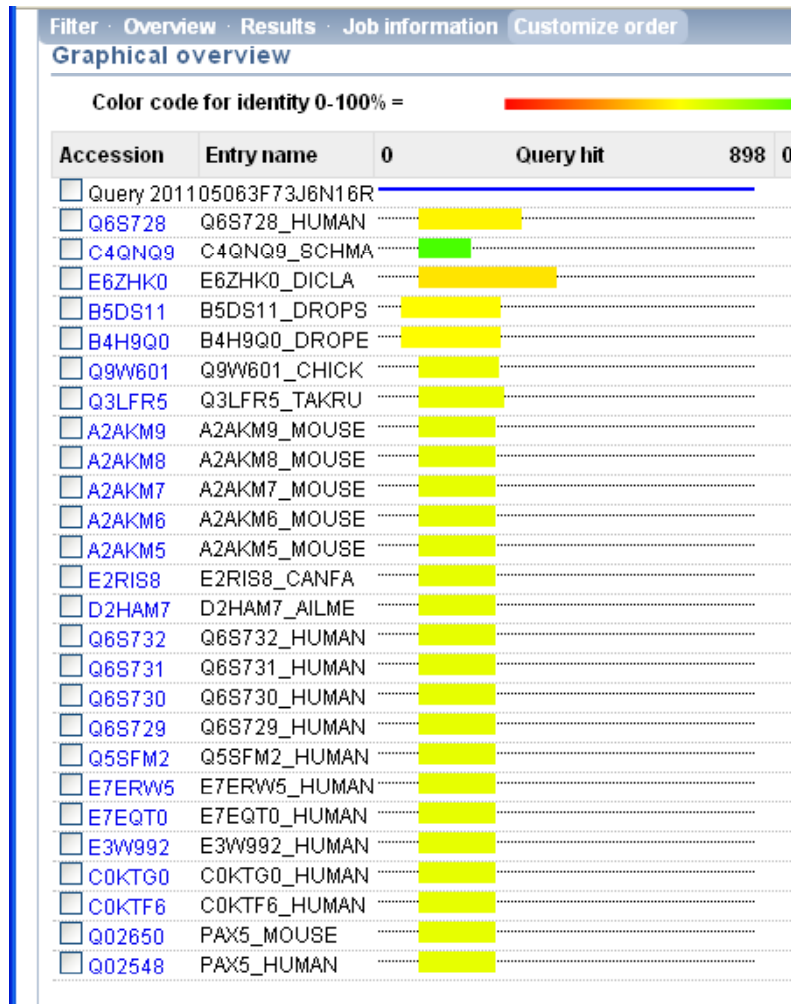 Filter · Overview · Results · Job information Customize order
Graphical overview
Color code for identity 0-100% =
Accession Entry name 0 Query hit 898 0
Query 201105063F73J6N16R
Q6S728 Q6S728_HUMAN
C4QNQ9 C4QNQ9_SCHMA
E6ZHK0 E6ZHK0_DICLA
B5DS11 B5DS11_DROPS
B4H9Q0 B4H9Q0_DROPE
Q9W601 Q9W601_CHICK
Q3LFR5 Q3LFR5_TAKRU
A2AKM9 A2AKM9_MOUSE
A2AKM8 A2AKM8_MOUSE
A2AKM7 A2AKM7_MOUSE
A2AKM6 A2AKM6_MOUSE
A2AKM5 A2AKM5_MOUSE
E2RIS8 E2RIS8_CANFA
D2HAM7 D2HAM7_AILME
Q6S732 Q6S732_HUMAN
Q6S731 Q6S731_HUMAN
Q6S730 Q6S730_HUMAN
Q6S729 Q6S729_HUMAN
Q5SFM2 Q5SFM2_HUMAN
E7ERW5 E7ERW5_HUMAN
E7EQT0 E7EQT0_HUMAN
E3W992 E3W992_HUMAN
C0KTG0 C0KTG0_HUMAN
C0KTF6 C0KTF6_HUMAN
Q02650 PAX5_MOUSE
Q02548 PAX5_HUMAN